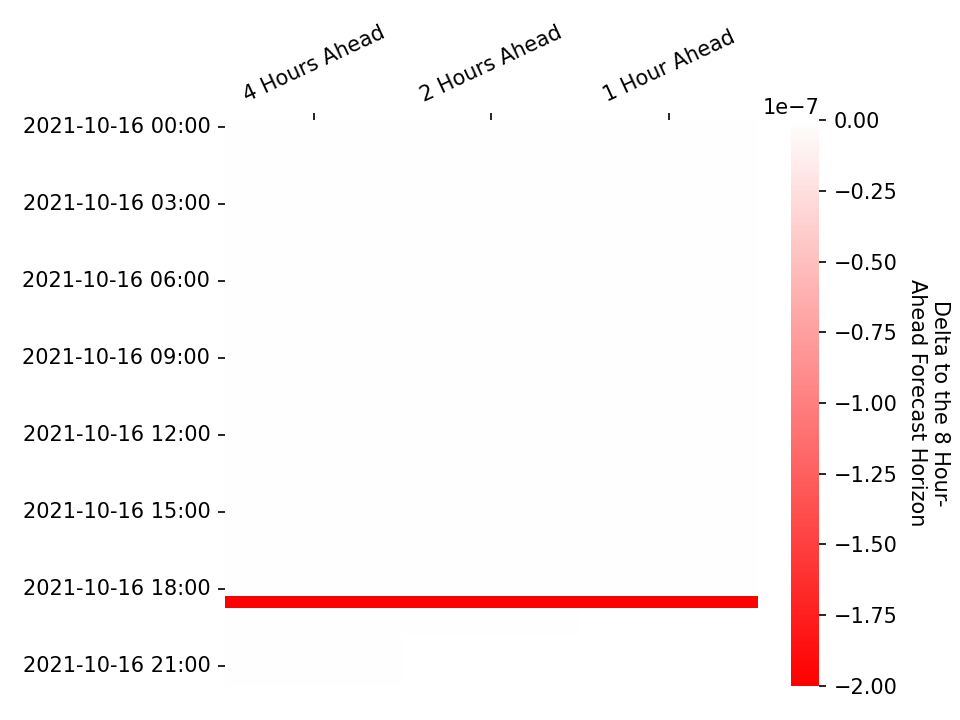 4 Hours Ahead
2 Hours Ahead
1 Hour Ahead
1e−7
2021-10-16 00:00
2021-10-16 03:00
2021-10-16 06:00
2021-10-16 09:00
2021-10-16 12:00
2021-10-16 15:00
2021-10-16 18:00
2021-10-16 21:00
0.00
−0.25
−0.50
−0.75
−1.00
−1.25
−1.50
−1.75
−2.00
Delta to the 8 Hour-
Ahead Forecast Horizon